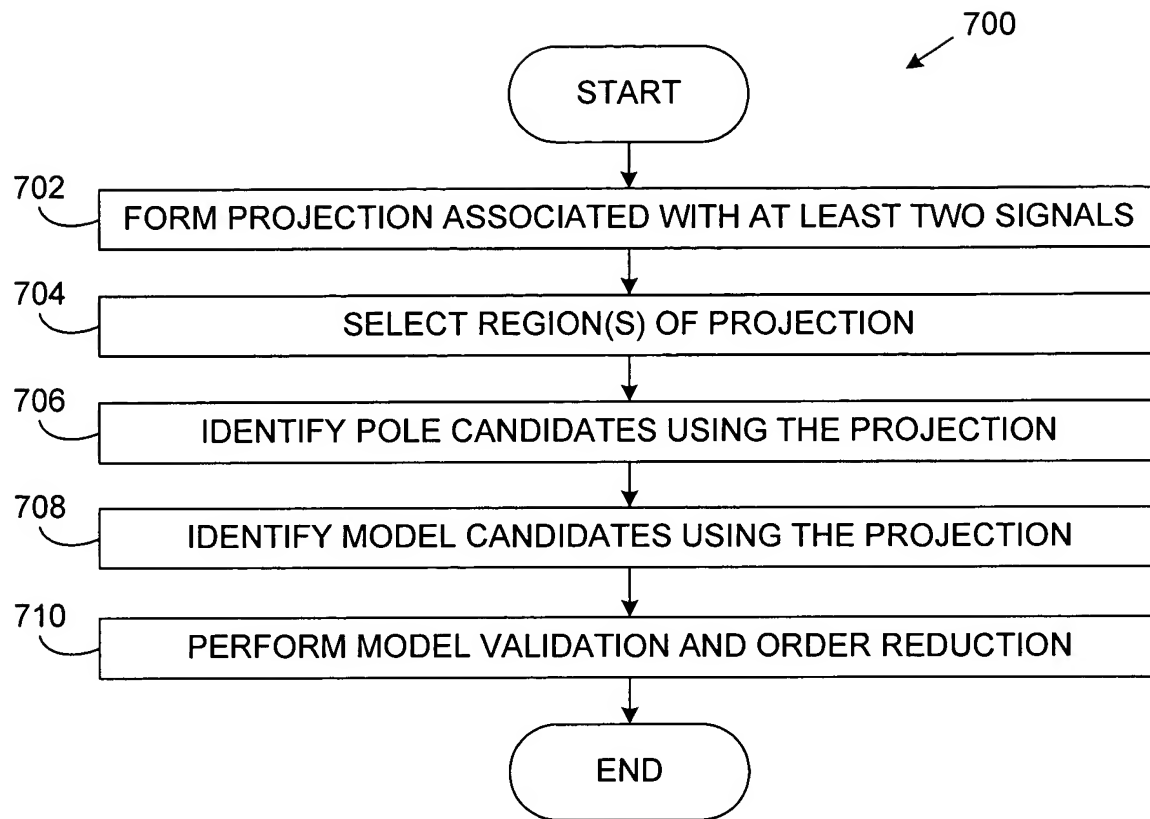 700
START
702
FORM PROJECTION ASSOCIATED WITH AT LEAST TWO SIGNALS
704
SELECT REGION(S) OF PROJECTION
706
IDENTIFY POLE CANDIDATES USING THE PROJECTION
708
IDENTIFY MODEL CANDIDATES USING THE PROJECTION
710
PERFORM MODEL VALIDATION AND ORDER REDUCTION
END